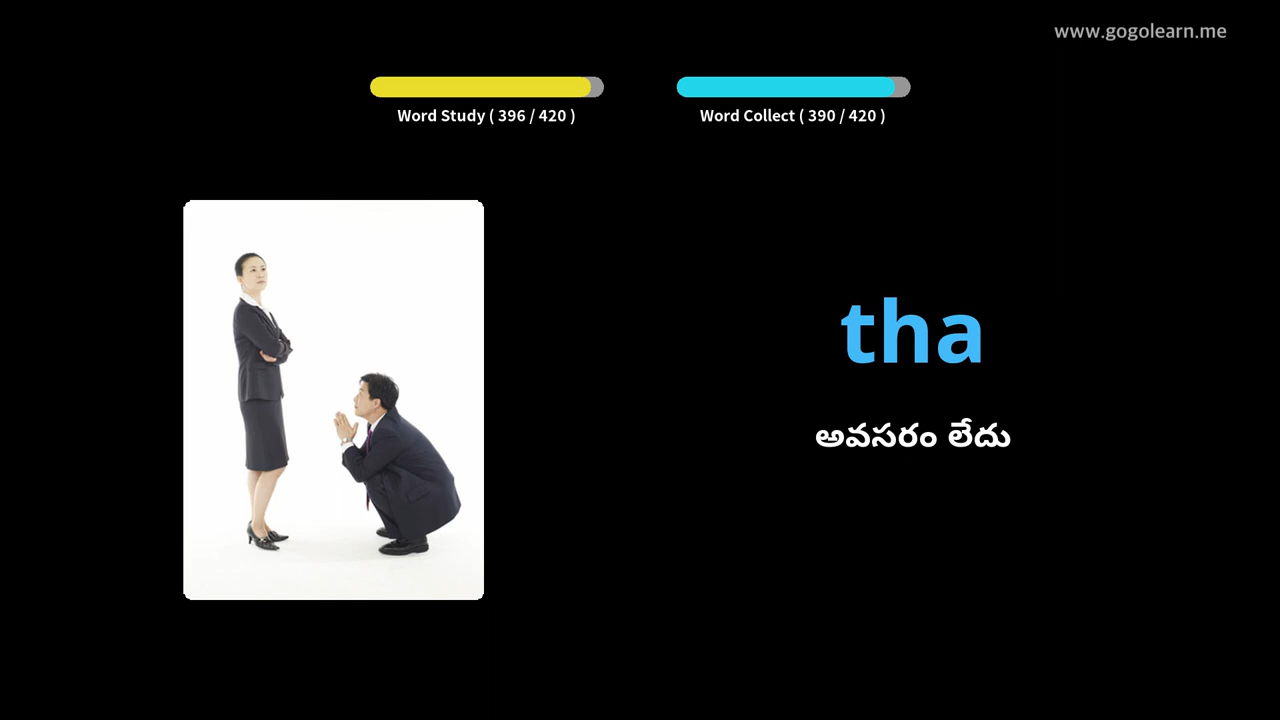 www.gogolearn.me
Word Study ( 396 / 420 )
Word Collect ( 390 / 420 )
tha
అవసరం లేదు